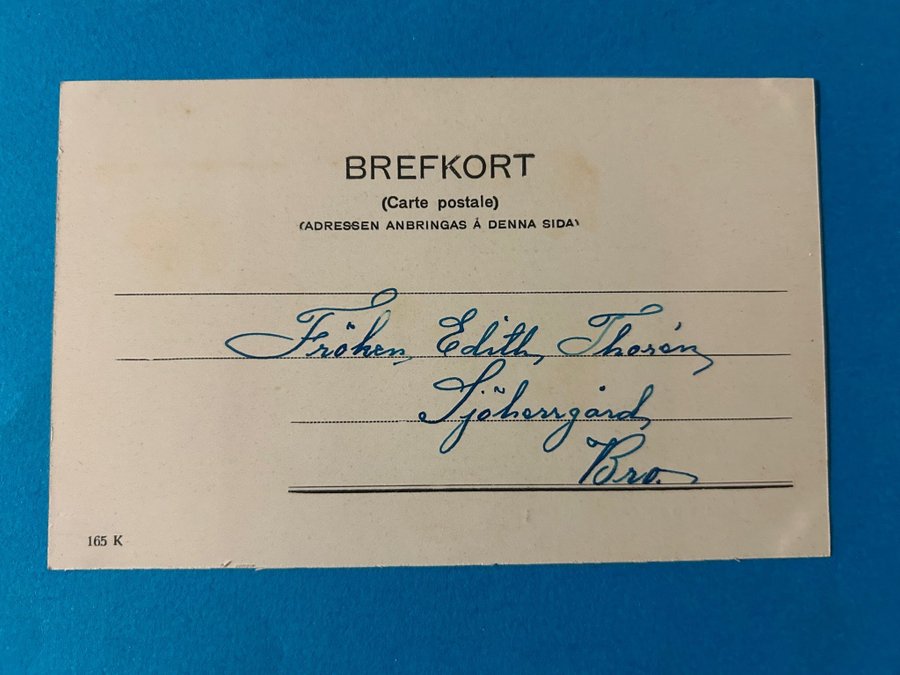 BREFKORT
(Carte postale)
(ADRESSEN ANBRINGAS Å DENNA SIDA)
Fröken Edith Thorén
Sjöherrgård
Bro.
165 K